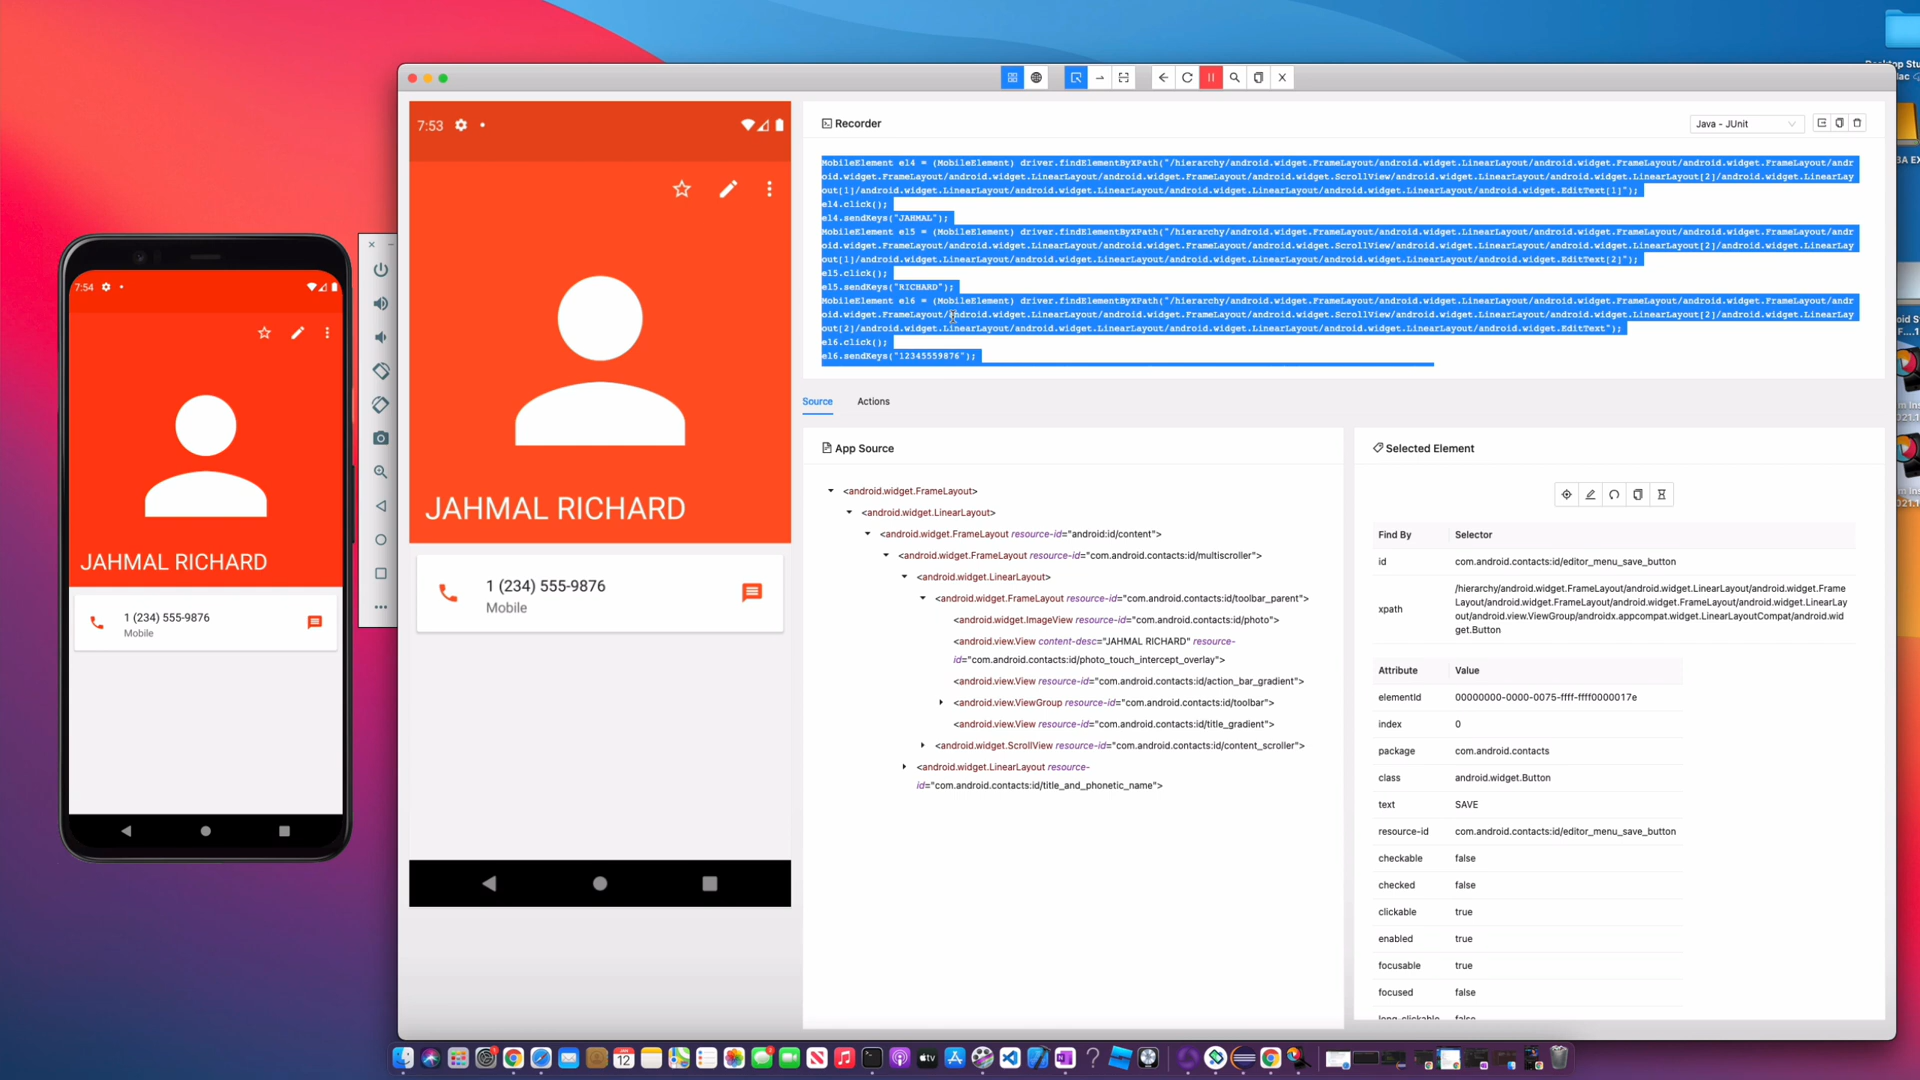 Desktop Stu
Mac
BA EX
7:54
JAHMAL RICHARD
1 (234) 555-9876
Mobile
7:53
JAHMAL RICHARD
1 (234) 555-9876
Mobile
Recorder
Java - JUnit
MobileElement el4 = (MobileElement) driver.findElementByXPath("/hierarchy/android.widget.FrameLayout/android.widget.LinearLayout/android.widget.FrameLayout/android.widget.FrameLayout/andr
oid.widget.FrameLayout/android.widget.LinearLayout/android.widget.FrameLayout/android.widget.ScrollView/android.widget.LinearLayout/android.widget.LinearLayout[2]/android.widget.LinearLay
out[1]/android.widget.LinearLayout/android.widget.LinearLayout/android.widget.LinearLayout/android.widget.EditText[1]");
el4.click();
el4.sendKeys("JAHMAL");
MobileElement el5 = (MobileElement) driver.findElementByXPath("/hierarchy/android.widget.FrameLayout/android.widget.LinearLayout/android.widget.FrameLayout/android.widget.FrameLayout/andr
oid.widget.FrameLayout/android.widget.LinearLayout/android.widget.FrameLayout/android.widget.ScrollView/android.widget.LinearLayout/android.widget.LinearLayout[2]/android.widget.LinearLay
out[1]/android.widget.LinearLayout/android.widget.LinearLayout/android.widget.LinearLayout/android.widget.EditText[2]");
el5.click();
el5.sendKeys("RICHARD");
MobileElement el6 = (MobileElement) driver.findElementByXPath("/hierarchy/android.widget.FrameLayout/android.widget.LinearLayout/android.widget.FrameLayout/android.widget.FrameLayout/andr
oid.widget.FrameLayout/android.widget.LinearLayout/android.widget.FrameLayout/android.widget.ScrollView/android.widget.LinearLayout/android.widget.LinearLayout[2]/android.widget.LinearLay
out[2]/android.widget.LinearLayout/android.widget.LinearLayout/android.widget.LinearLayout/android.widget.EditText");
el6.click();
el6.sendKeys("12345559876");
Source
Actions
App Source
<android.widget.FrameLayout>
<android.widget.LinearLayout>
<android.widget.FrameLayout resource-id="android:id/content">
<android.widget.FrameLayout resource-id="com.android.contacts:id/multiscroller">
<android.widget.LinearLayout>
<android.widget.FrameLayout resource-id="com.android.contacts:id/toolbar_parent">
<android.widget.ImageView resource-id="com.android.contacts:id/photo">
<android.view.View content-desc="JAHMAL RICHARD" resource-
id="com.android.contacts:id/photo_touch_intercept_overlay">
<android.view.View resource-id="com.android.contacts:id/action_bar_gradient">
<android.view.ViewGroup resource-id="com.android.contacts:id/toolbar">
<android.view.View resource-id="com.android.contacts:id/title_gradient">
<android.widget.ScrollView resource-id="com.android.contacts:id/content_scroller">
<android.widget.LinearLayout resource-
id="com.android.contacts:id/title_and_phonetic_name">
Selected Element
Find By Selector
id com.android.contacts:id/editor_menu_save_button
/hierarchy/android.widget.FrameLayout/android.widget.LinearLayout/android.widget.Frame
xpath Layout/android.widget.FrameLayout/android.widget.FrameLayout/android.widget.LinearLay
out/android.view.ViewGroup/androidx.appcompat.widget.LinearLayoutCompat/android.wid
get.Button
Attribute Value
elementId 00000000-0000-0075-ffff-ffff0000017e
index 0
package com.android.contacts
class android.widget.Button
text SAVE
resource-id com.android.contacts:id/editor_menu_save_button
checkable false
checked false
clickable true
enabled true
focusable true
focused false
long-clickable false
12
tv